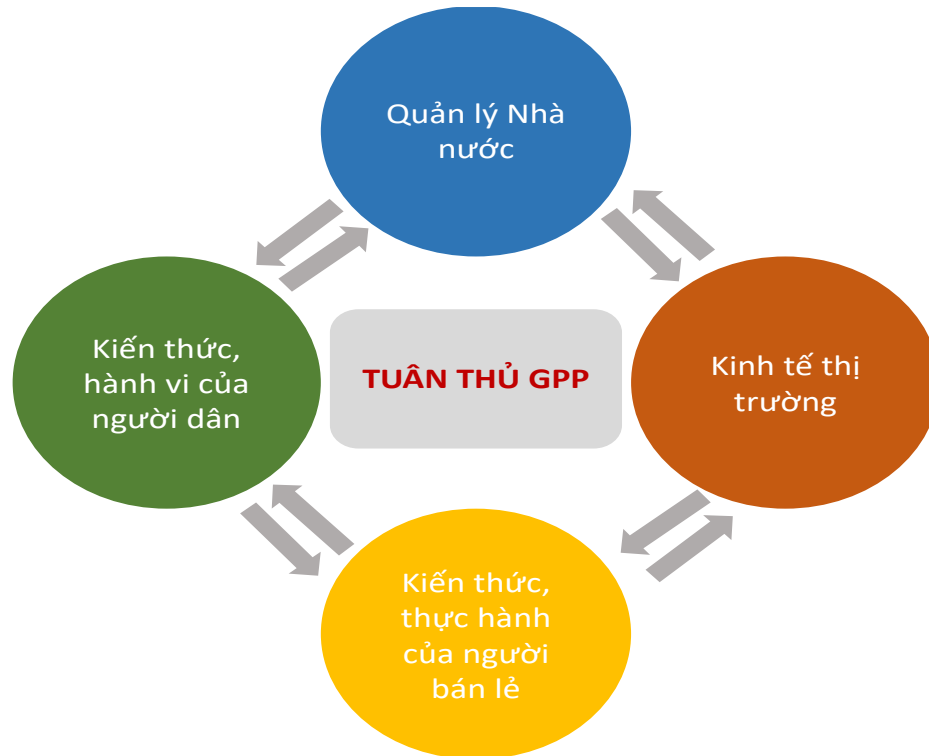 Quản lý Nhà
nước
Kiến thức,
hành vi của
người dân
TUÂN THỦ GPP
Kinh tế thị
trường
Kiến thức,
thực hành
của người
bán lẻ